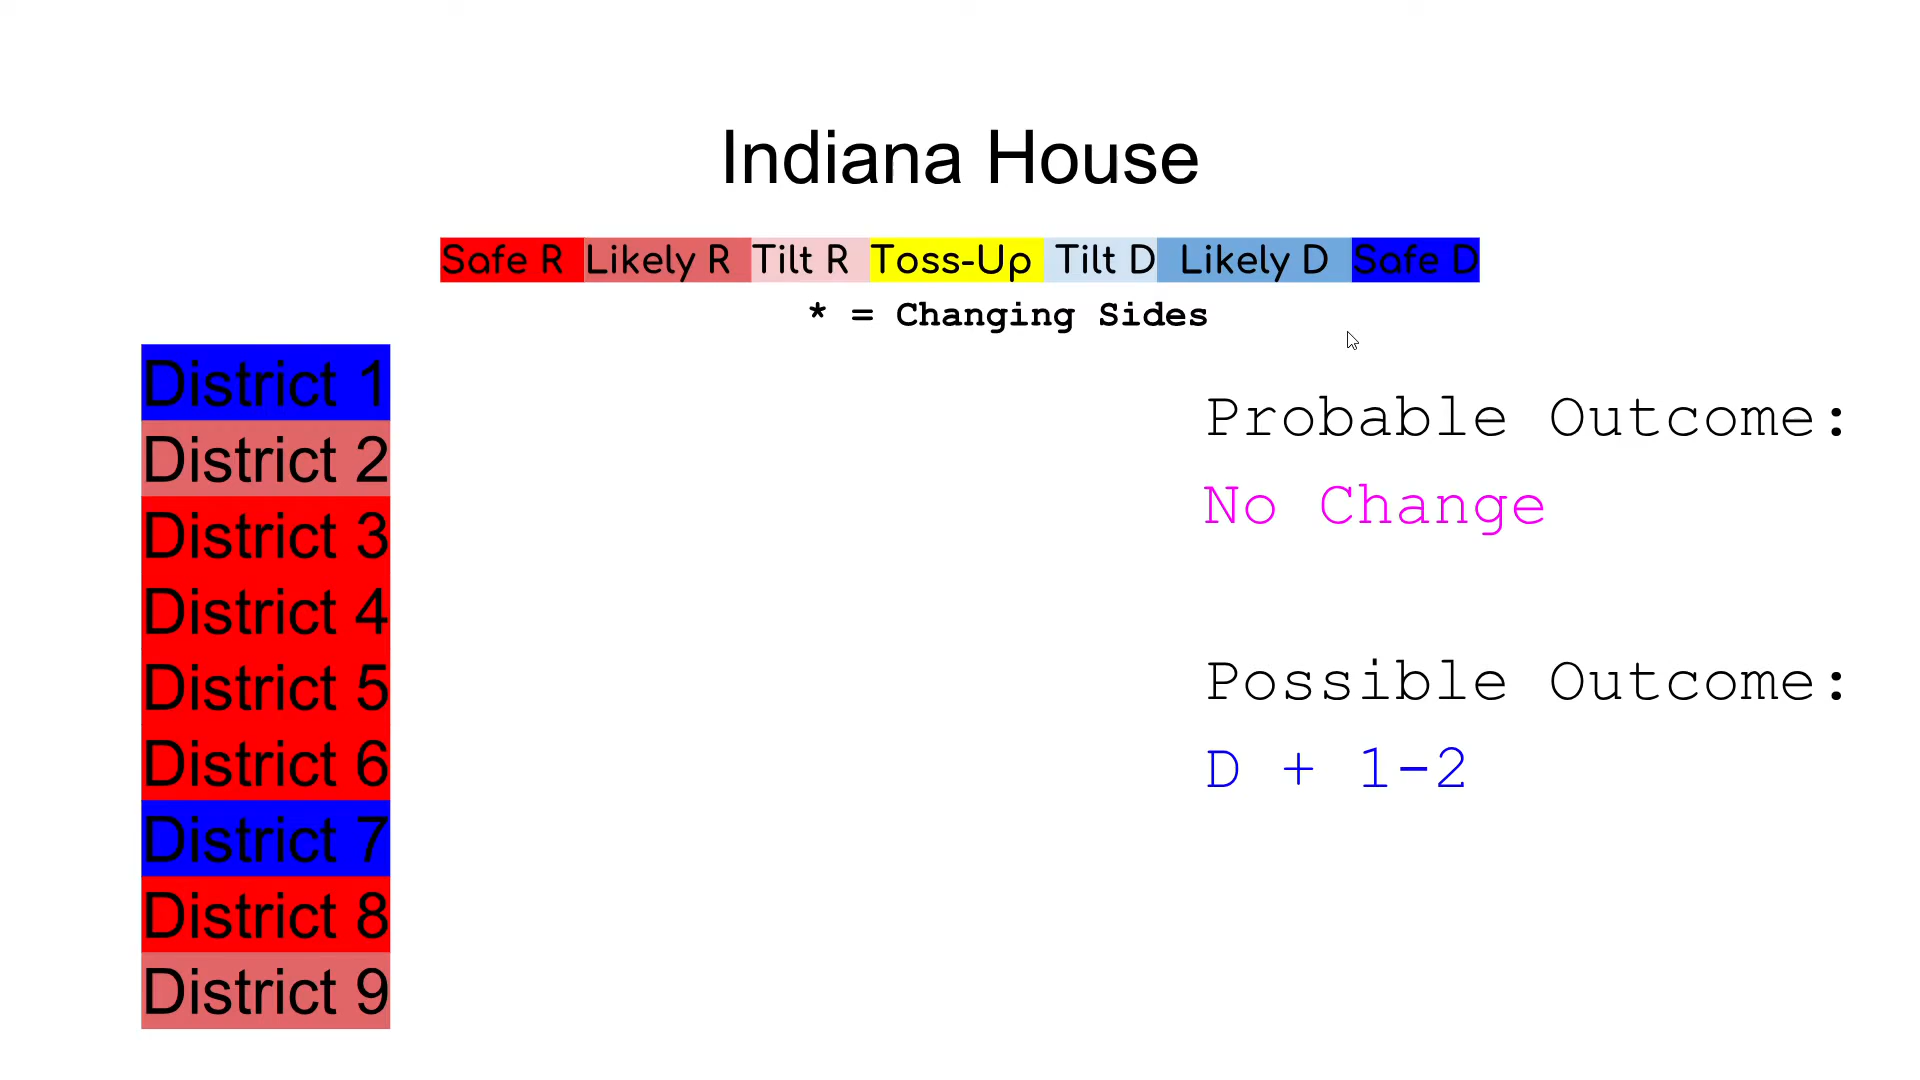 Indiana House
Safe R Likely R Tilt R Toss-Up Tilt D Likely D Safe D
* = Changing Sides
District 1
District 2
District 3
District 4
District 5
District 6
District 7
District 8
District 9
Probable Outcome:
No Change
Possible Outcome:
D + 1-2